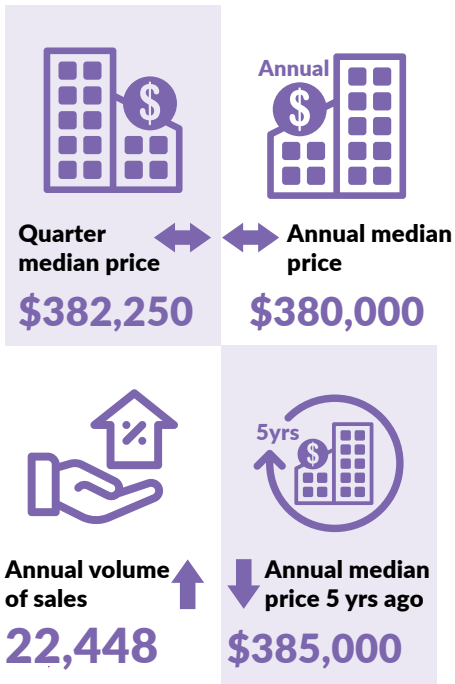 $
Annual
$
Quarter
median price
$382,250
Annual median
price
$380,000
%
Annual volume
of sales
22,448
5yrs
$
Annual median
price 5 yrs ago
$385,000